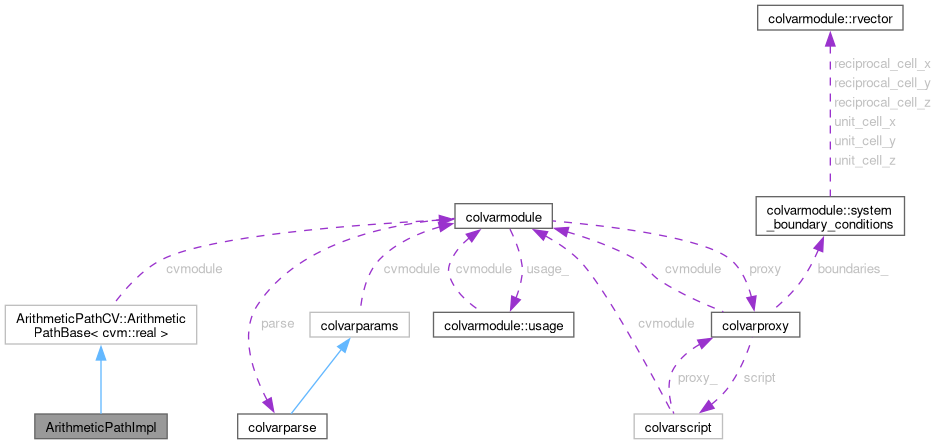 colvarmodule::rvector
reciprocal_cell_x
reciprocal_cell_y
reciprocal_cell_z
unit_cell_x
unit_cell_y
unit_cell_z
colvarmodule
colvarmodule::system
_boundary_conditions
cvmodule
cvmodule
cvmodule
usage_
cvmodule
proxy
boundaries_
ArithmeticPathCV::Arithmetic
PathBase< cvm::real >
parse
colvarparams
colvarmodule::usage
cvmodule
colvarproxy
proxy_
script
ArithmeticPathImpl
colvarparse
colvarscript